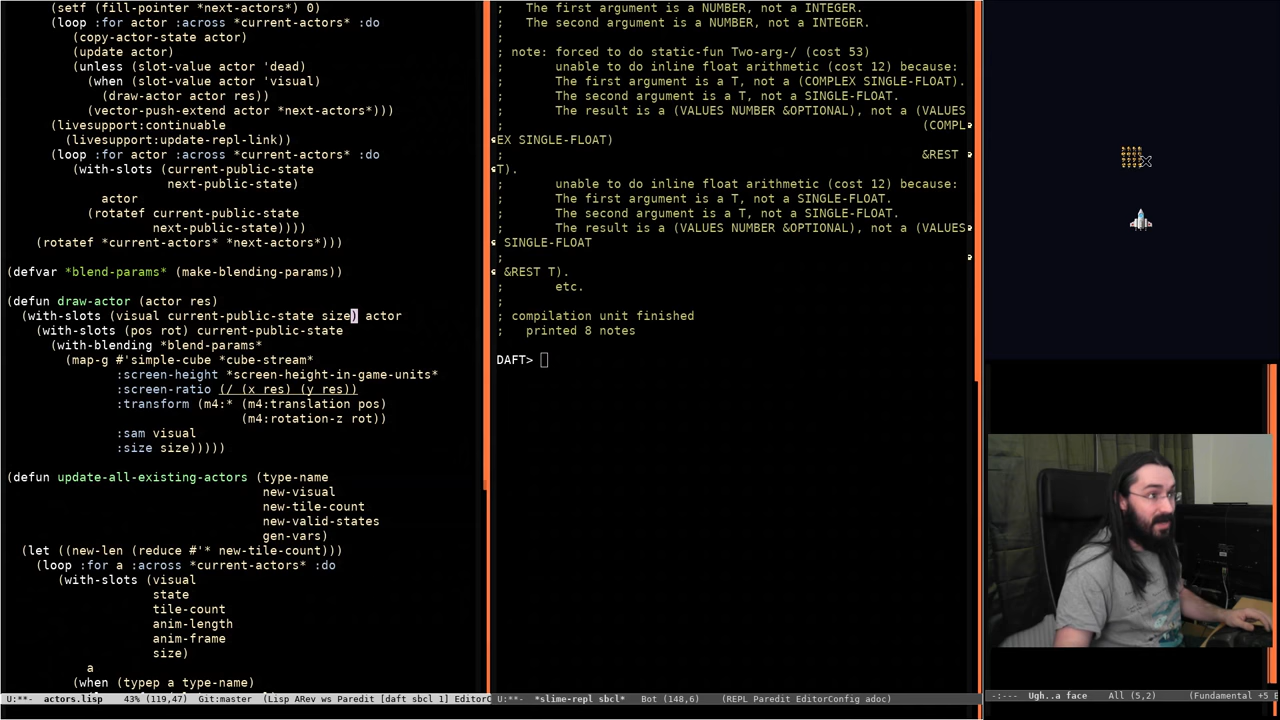 (setf (fill-pointer *next-actors*) 0)
(loop :for actor :across *current-actors* :do
(copy-actor-state actor)
(update actor)
(unless (slot-value actor 'dead)
(when (slot-value actor 'visual)
(draw-actor actor res))
(vector-push-extend actor *next-actors*)))
(livesupport:continuable
(livesupport:update-repl-link))
(loop :for actor :across *current-actors* :do
(with-slots (current-public-state
next-public-state)
actor
(rotatef current-public-state
next-public-state))))
(rotatef *current-actors* *next-actors*)))
(defvar *blend-params* (make-blending-params))
(defun draw-actor (actor res)
(with-slots (visual current-public-state size) actor
(with-slots (pos rot) current-public-state
(with-blending *blend-params*
(map-g #'simple-cube *cube-stream*
:screen-height *screen-height-in-game-units*
:screen-ratio (/ (x res) (y res))
:transform (m4:* (m4:translation pos)
(m4:rotation-z rot))
:sam visual
:size size)))))
(defun update-all-existing-actors (type-name
new-visual
new-tile-count
new-valid-states
gen-vars)
(let ((new-len (reduce #'* new-tile-count)))
(loop :for a :across *current-actors* :do
(with-slots (visual
state
tile-count
anim-length
anim-frame
size)
a
(when (typep a type-name)
U:**-  actors.lisp   43% (119,47)   Git:master  (Lisp ARev ws Paredit [daft sbcl 1] EditorC
;       The first argument is a NUMBER, not a INTEGER.
;       The second argument is a NUMBER, not a INTEGER.
;
; note: forced to do static-fun Two-arg-/ (cost 53)
;       unable to do inline float arithmetic (cost 12) because:
;       The first argument is a T, not a (COMPLEX SINGLE-FLOAT).
;       The second argument is a T, not a SINGLE-FLOAT.
;       The result is a (VALUES NUMBER &OPTIONAL), not a (VALUES
;       (COMPL
EX SINGLE-FLOAT)
;       &REST
T).
;       unable to do inline float arithmetic (cost 12) because:
;       The first argument is a T, not a SINGLE-FLOAT.
;       The second argument is a T, not a SINGLE-FLOAT.
;       The result is a (VALUES NUMBER &OPTIONAL), not a (VALUES
SINGLE-FLOAT
;
&REST T).
;       etc.
;
; compilation unit finished
;   printed 8 notes
DAFT>
U:**-  *slime-repl sbcl*   Bot (148,6)   (REPL Paredit EditorConfig adoc)
-:---  Ugh..a face   All (5,2)   (Fundamental +5 E